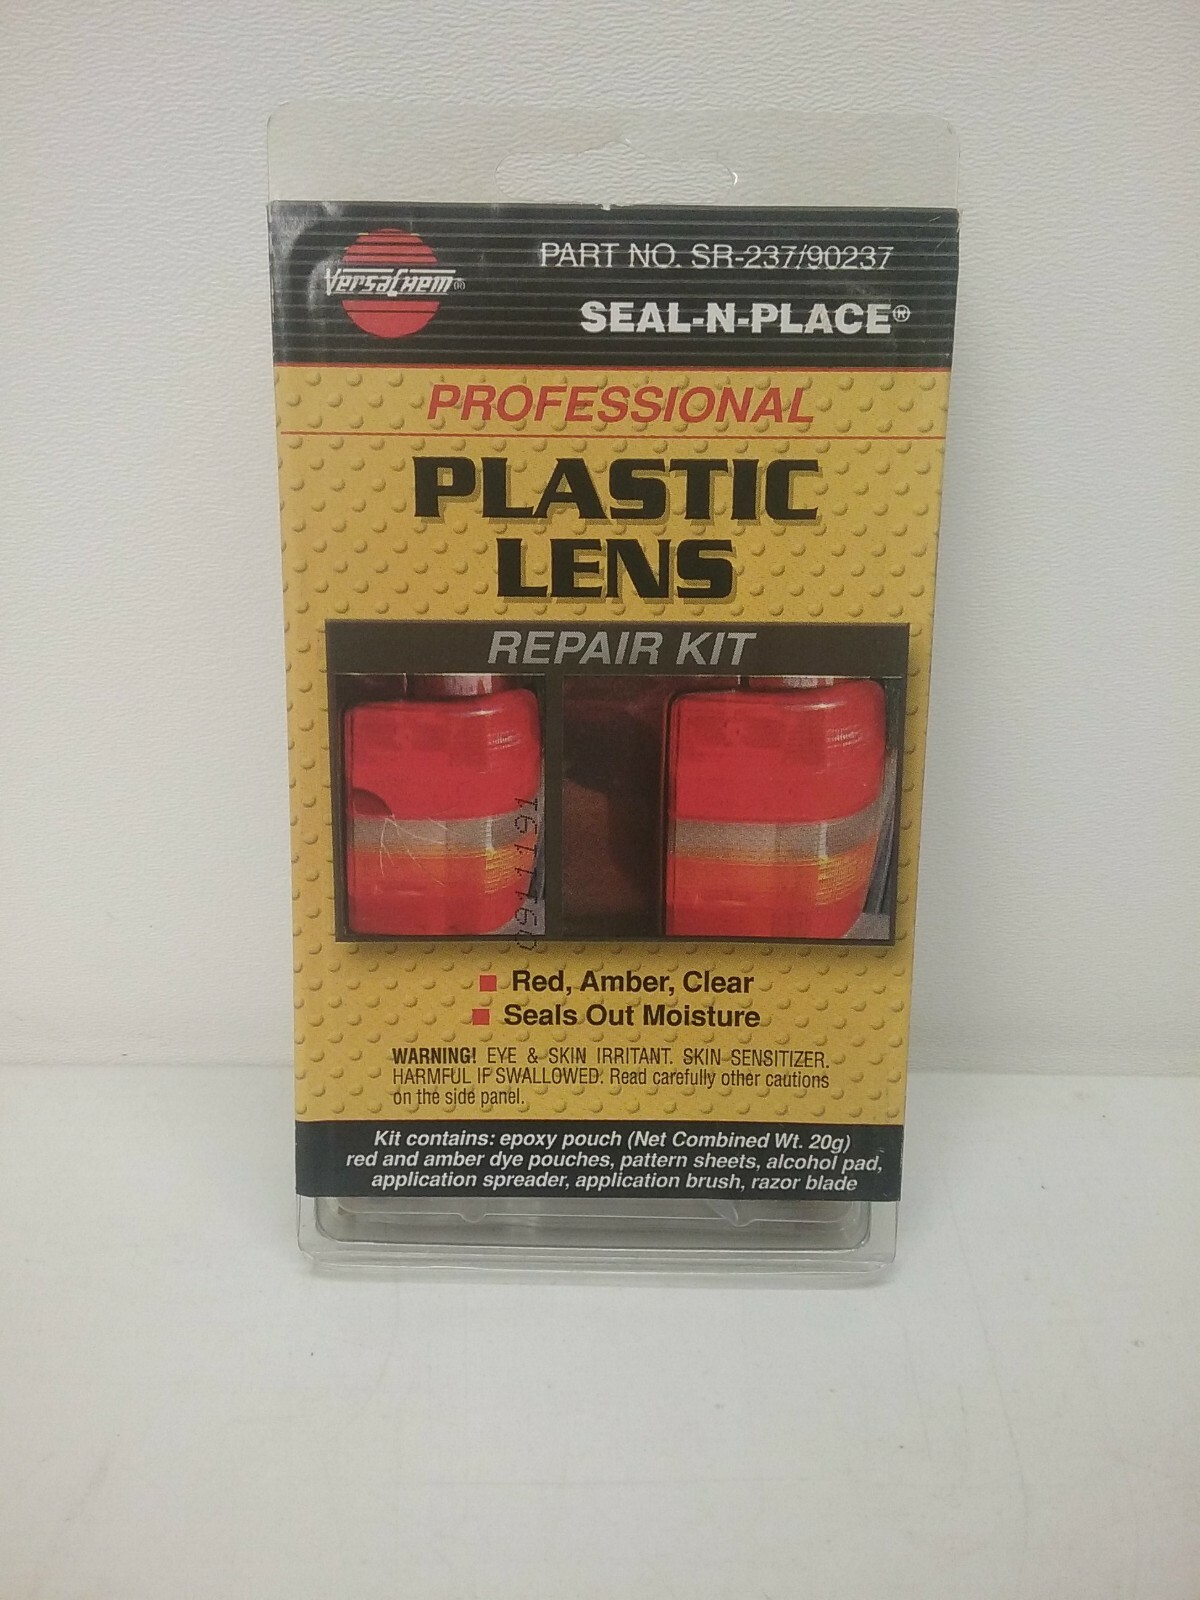 PART NO. SR-237/90237
VersaChem®
SEAL-N-PLACE®
PROFESSIONAL
PLASTIC
LENS
REPAIR KIT
09111191
Red, Amber, Clear
Seals Out Moisture
WARNING! EYE & SKIN IRRITANT. SKIN SENSITIZER.
HARMFUL IF SWALLOWED. Read carefully other cautions
on the side panel.
Kit contains: epoxy pouch (Net Combined Wt. 20g)
red and amber dye pouches, pattern sheets, alcohol pad,
application spreader, application brush, razor blade